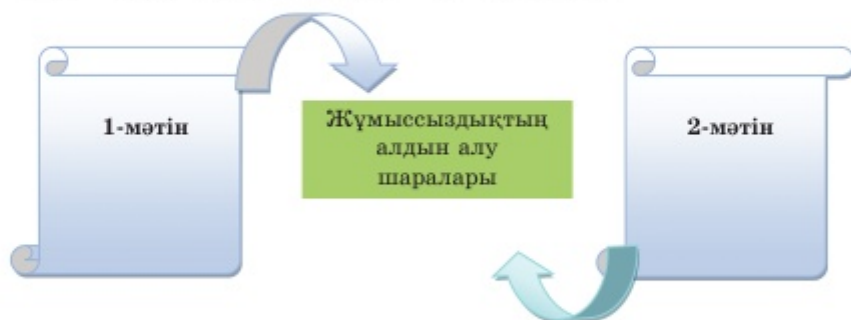 1-мәтін
Жұмыссыздықтың
алдын алу
шаралары
2-мәтін